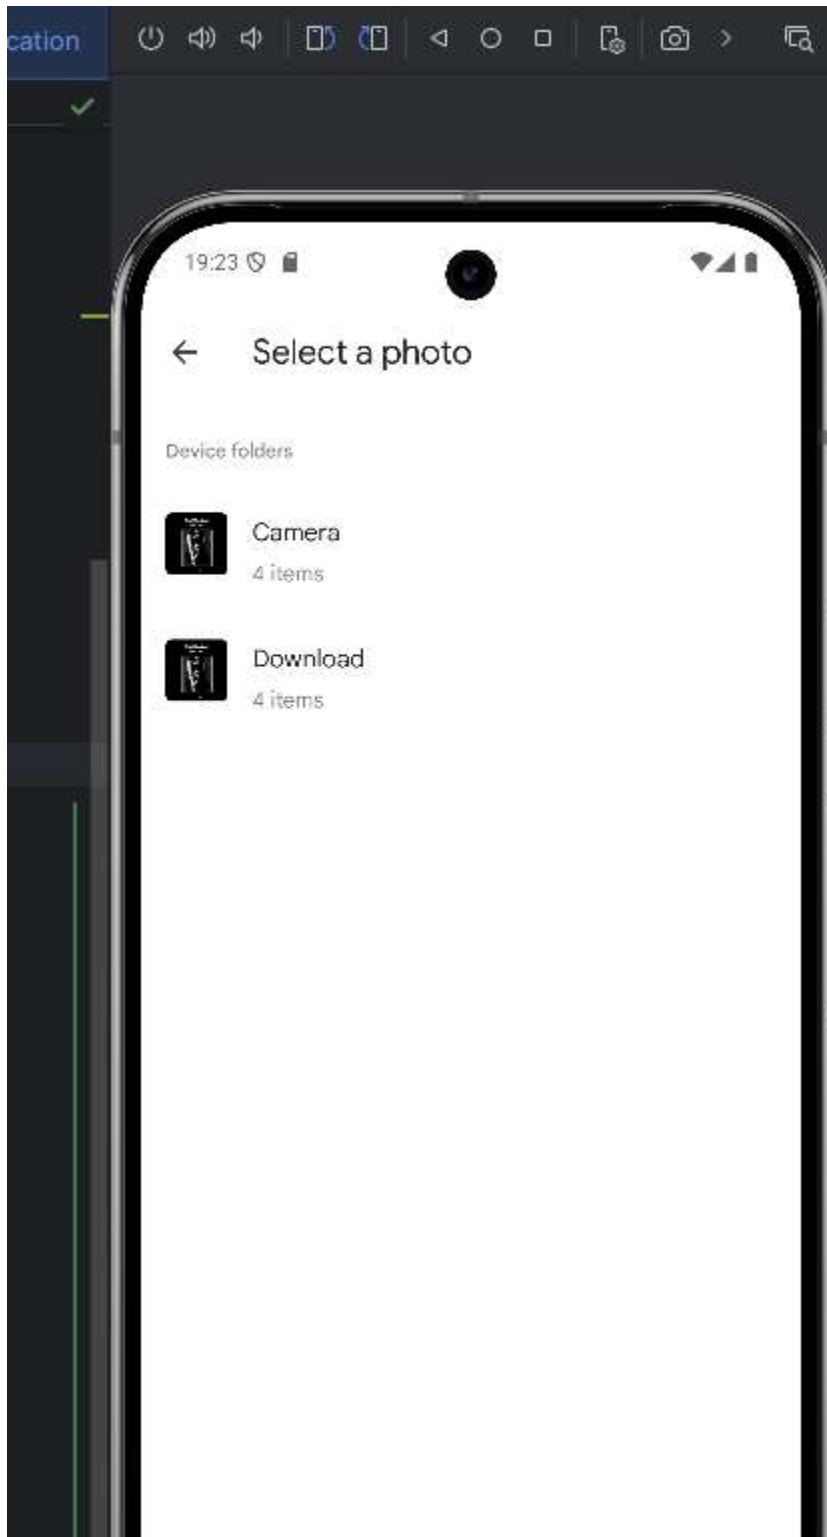 cation
19:23
Select a photo
Device folders
Camera
4 items
Download
4 items